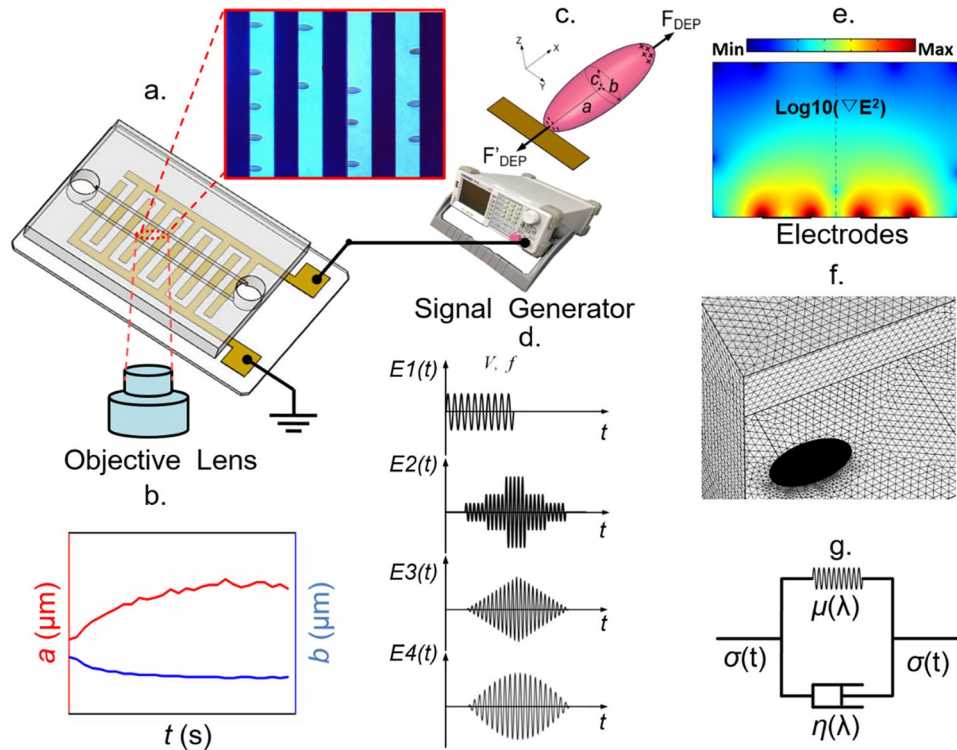 a.
c.
F_DEP
Z
X
Y
c
b
a
F'_DEP
e.
Min
Max
Log10(▽E²)
Electrodes
Signal Generator
Objective Lens
b.
a (μm)
b (μm)
t (s)
d.
V, f
E1(t)
t
E2(t)
t
E3(t)
t
E4(t)
t
f.
g.
μ(λ)
σ(t)
σ(t)
η(λ)